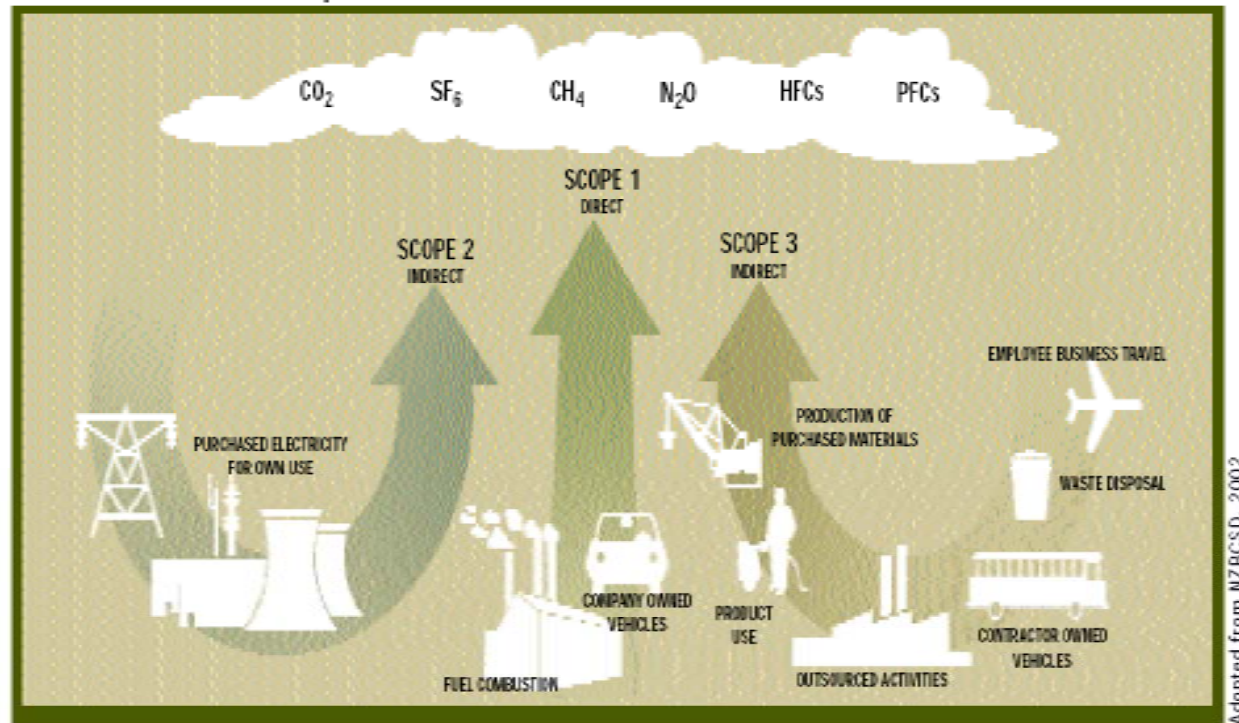 CO2 SF6 CH4 N2O HFCs PFCs
SCOPE 1
DIRECT
SCOPE 2
INDIRECT
SCOPE 3
INDIRECT
EMPLOYEE BUSINESS TRAVEL
PRODUCTION OF
PURCHASED MATERIALS
PURCHASED ELECTRICITY
FOR OWN USE
WASTE DISPOSAL
COMPANY OWNED
VEHICLES
PRODUCT
USE
CONTRACTOR OWNED
VEHICLES
FUEL COMBUSTION
OUTSOURCED ACTIVITIES
Adapted from NZBCSD, 2002